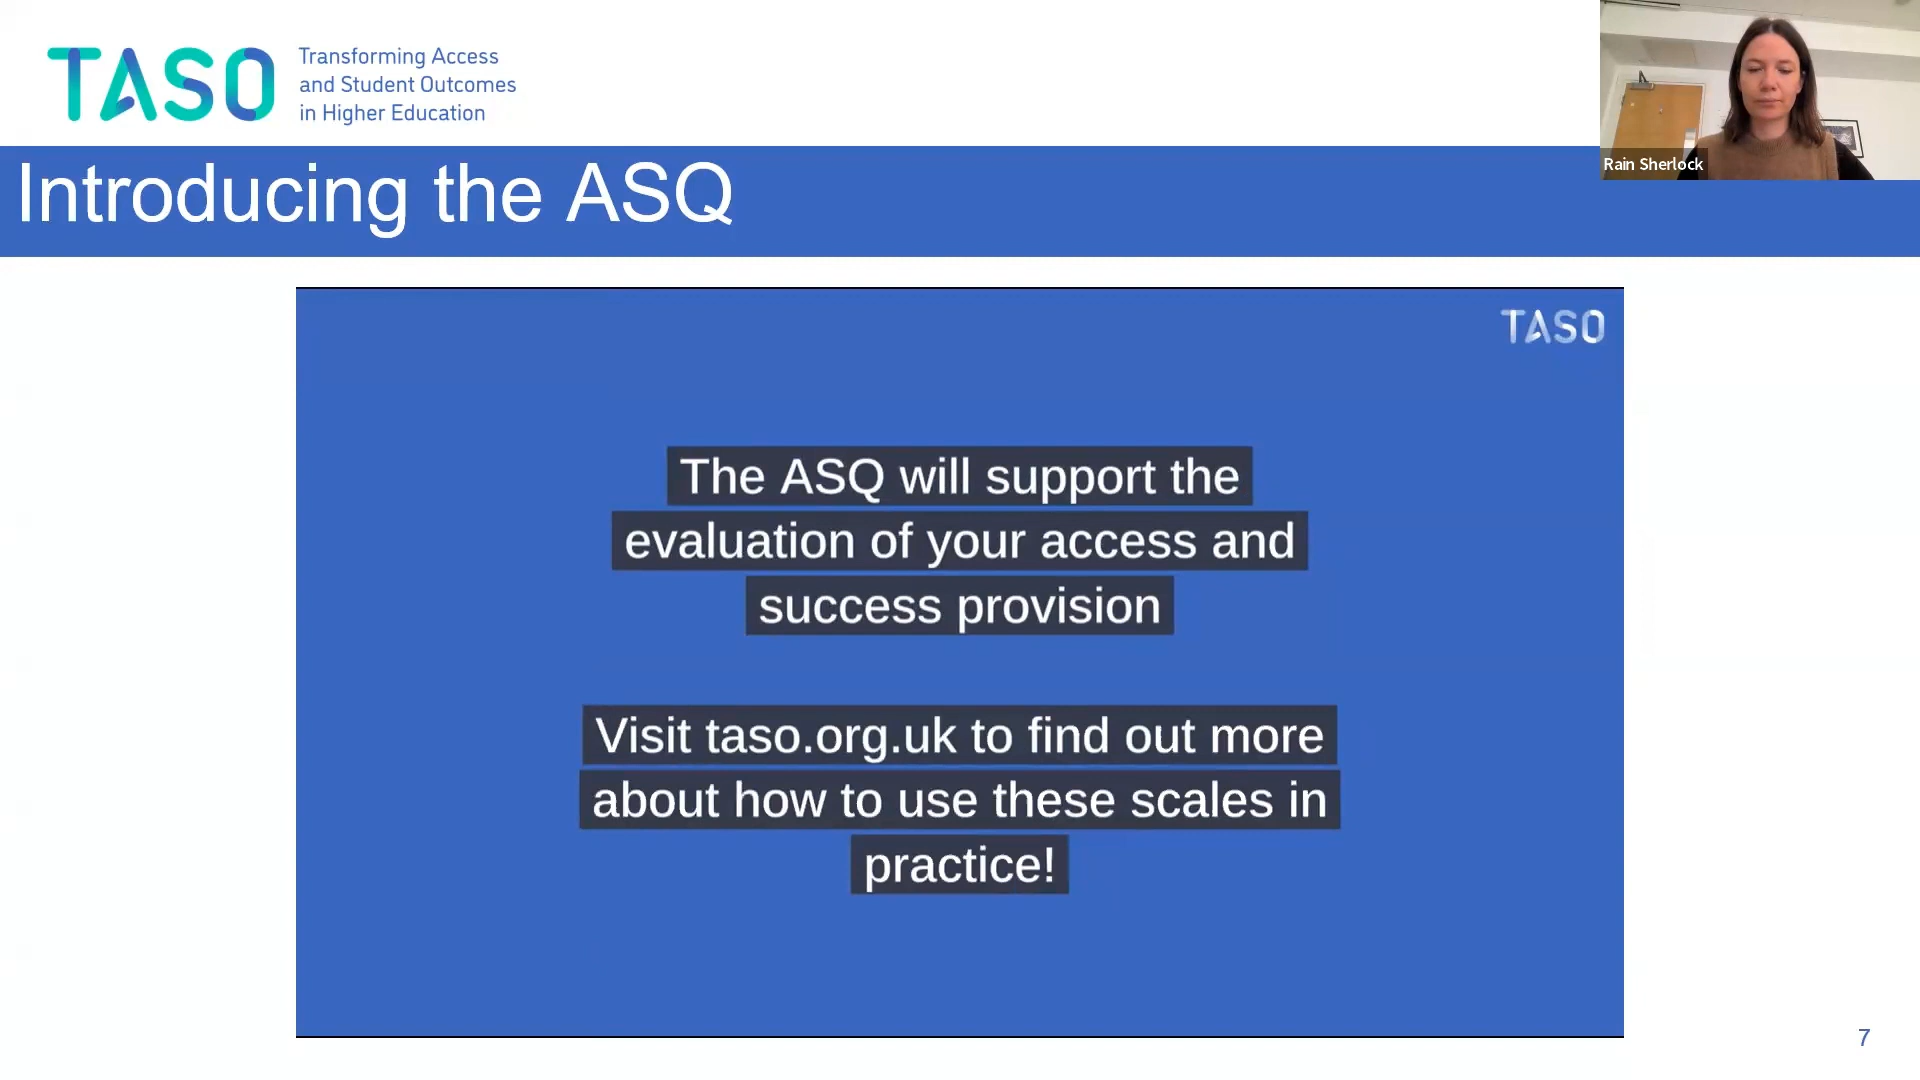 TASO
Transforming Access
and Student Outcomes
in Higher Education
Rain Sherlock
Introducing the ASQ
TASO
The ASQ will support the
evaluation of your access and
success provision
Visit taso.org.uk to find out more
about how to use these scales in
practice!
7